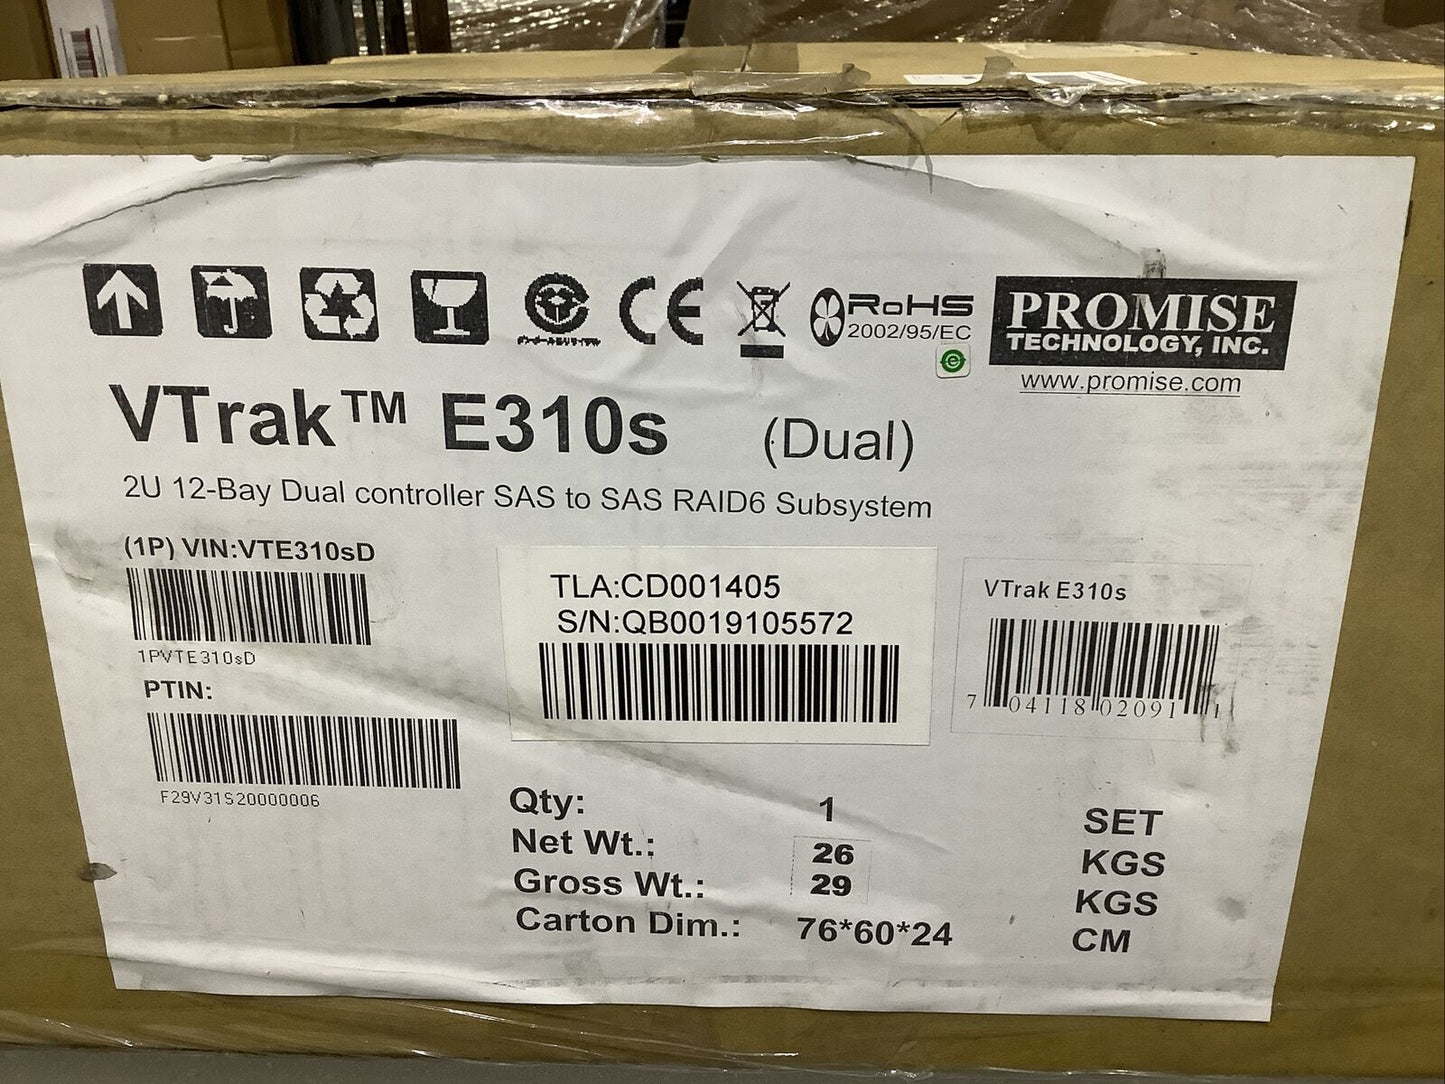 RoHS
2002/95/EC
PROMISE
TECHNOLOGY, INC.
www.promise.com
VTrak™ E310s (Dual)
2U 12-Bay Dual controller SAS to SAS RAID6 Subsystem
(1P) VIN:VTE310sD
1PVTE310sD
PTIN:
F29V31S20000006
TLA:CD001405
S/N:QB0019105572
VTrak E310s
7 04118 02091 1
Qty: 1 SET
Net Wt.: 26 KGS
Gross Wt.: 29 KGS
Carton Dim.: 76*60*24 CM